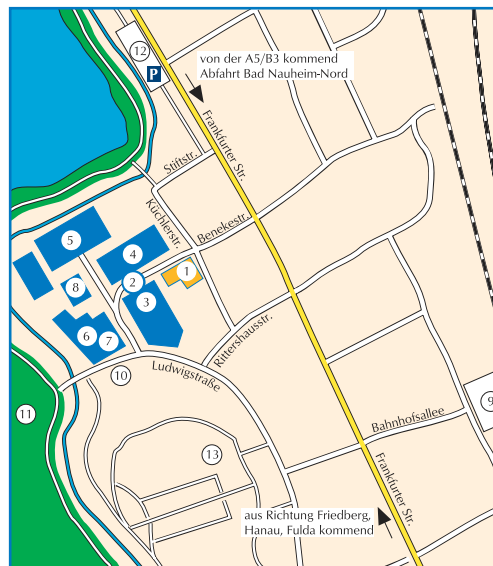 12
P
von der A5/B3 kommend
Abfahrt Bad Nauheim-Nord
Frankfurter Str.
Stiftstr.
Küchlerstr.
Benekestr.
5
4
1
2
8
3
6
7
Rittershausstr.
10
Ludwigstraße
11
9
Bahnhofsallee
13
Frankfurter Str.
aus Richtung Friedberg,
Hanau, Fulda kommend